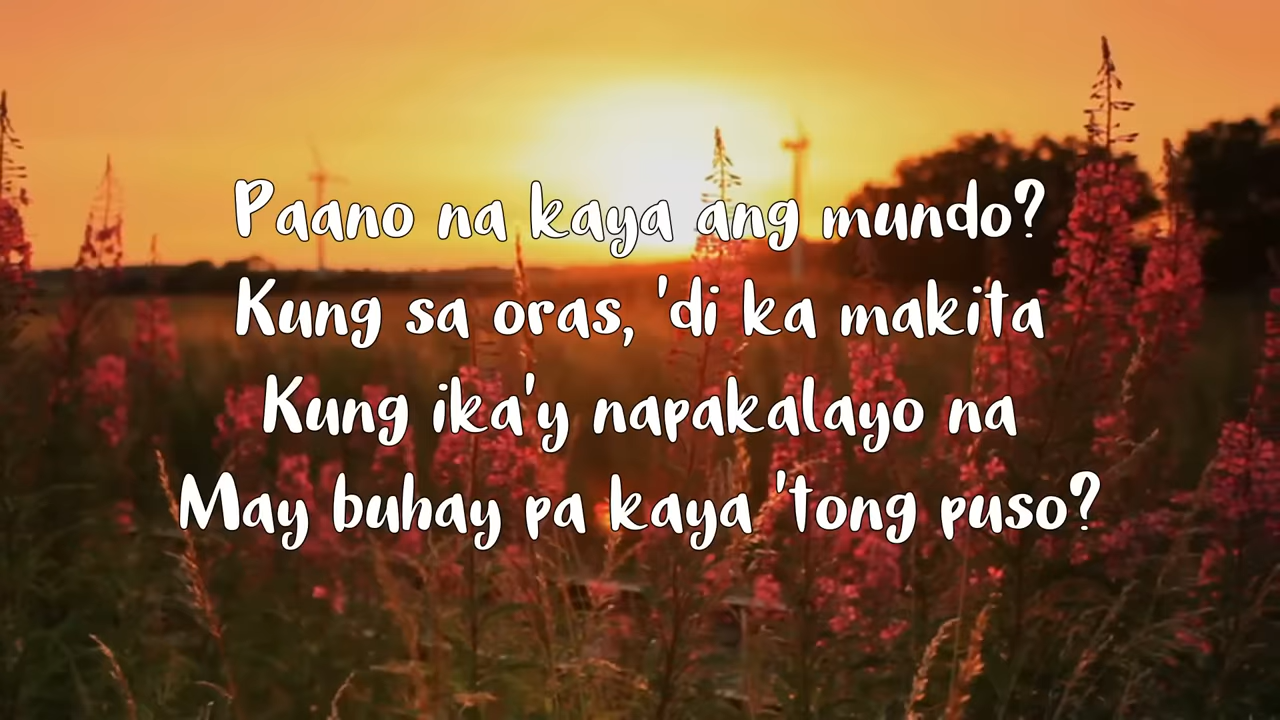 Paano na kaya ang mundo?
Kung sa oras, 'di ka makita
Kung ika'y napakalayo na
May buhay pa kaya 'tong puso?